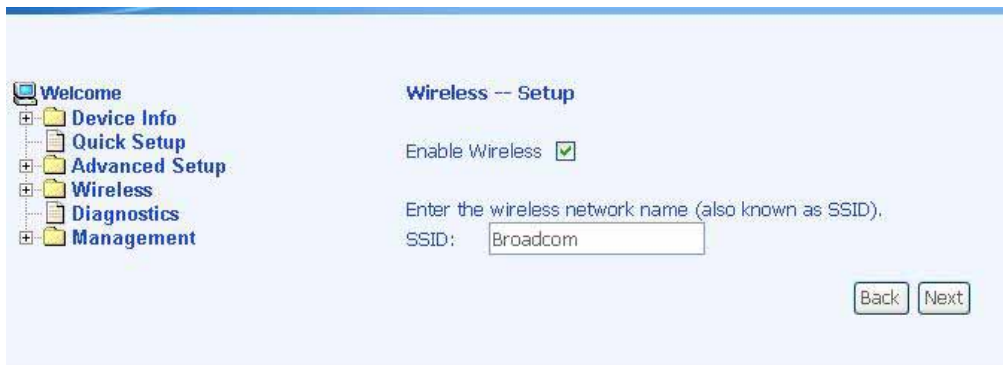 Welcome
Device Info
Quick Setup
Advanced Setup
Wireless
Diagnostics
Management
Wireless -- Setup
Enable Wireless
Enter the wireless network name (also known as SSID).
SSID: Broadcom
Back Next